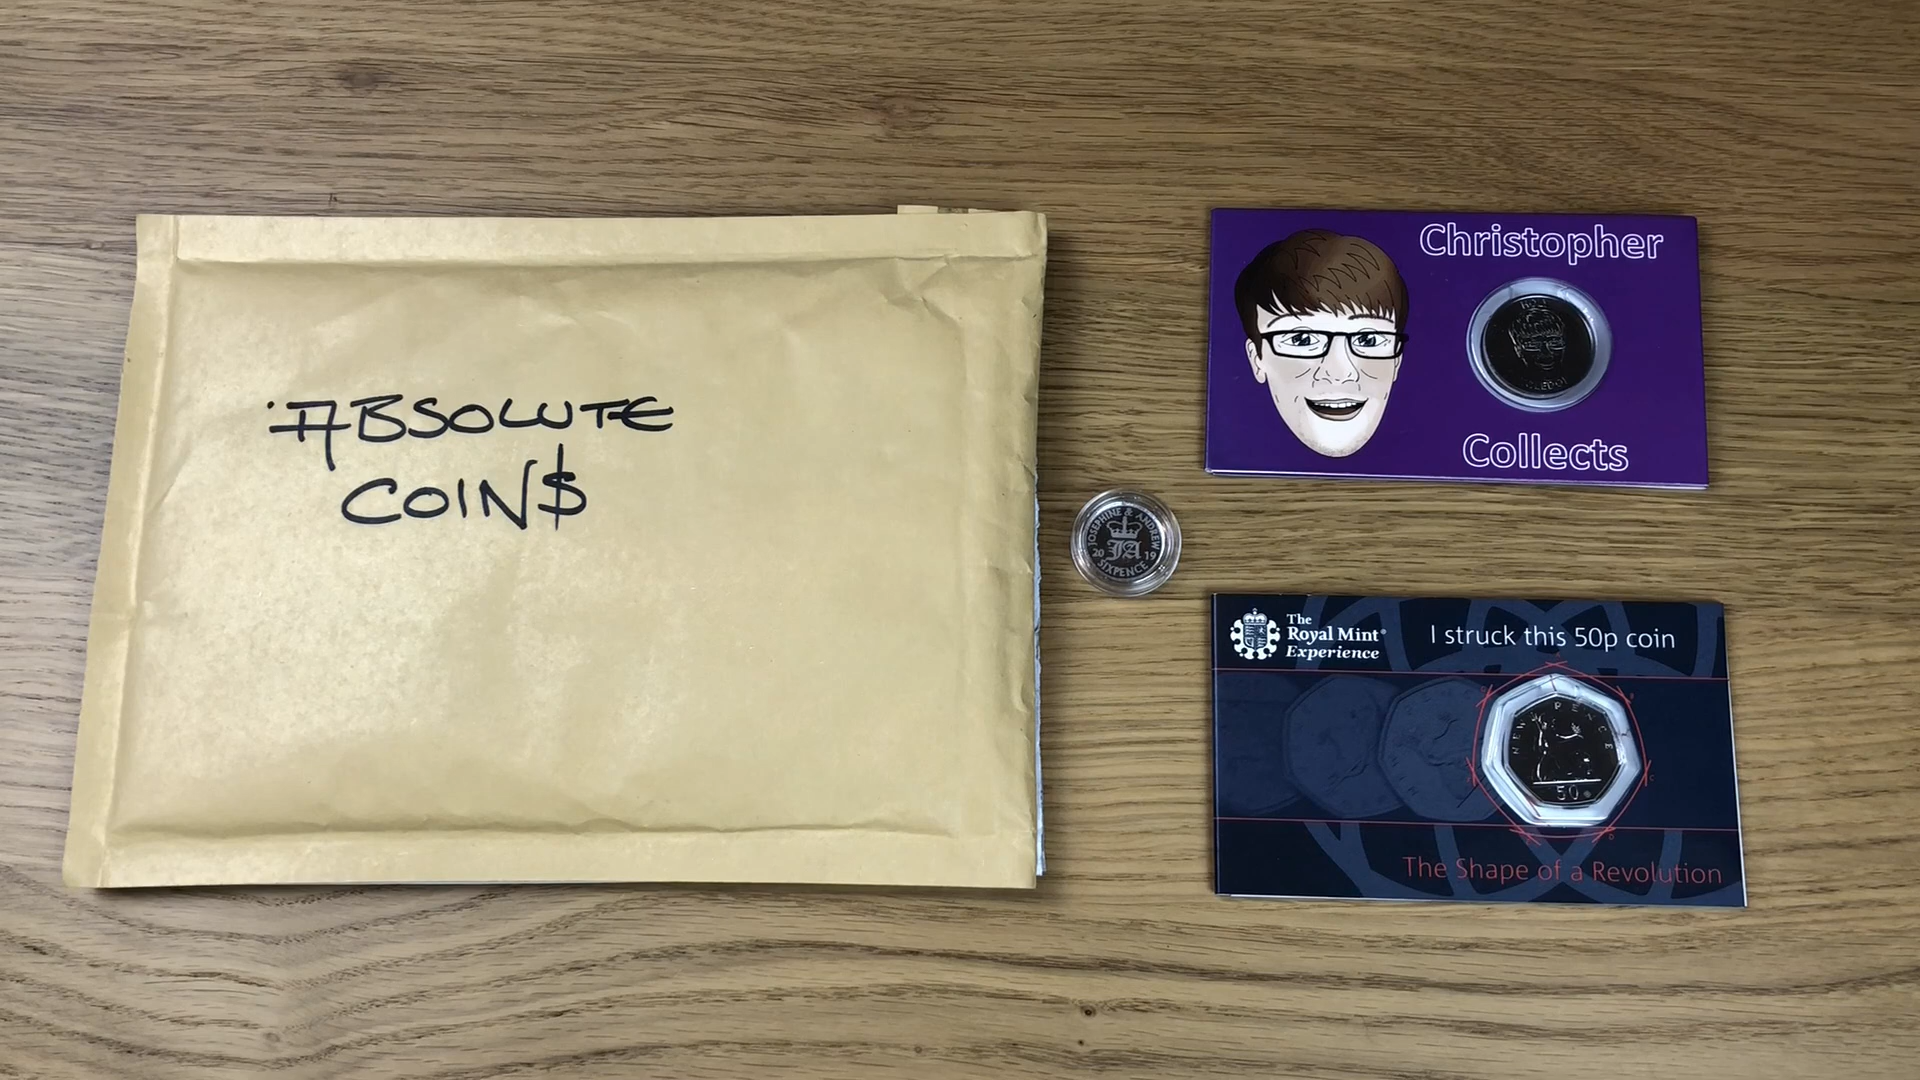 ABSOLUTE
COIN$
Christopher
Collects
JOSEPHINE & ANDREW
20 19
SIXPENCE
The
Royal Mint®
Experience
I struck this 50p coin
NEW PENCE
50
The Shape of a Revolution